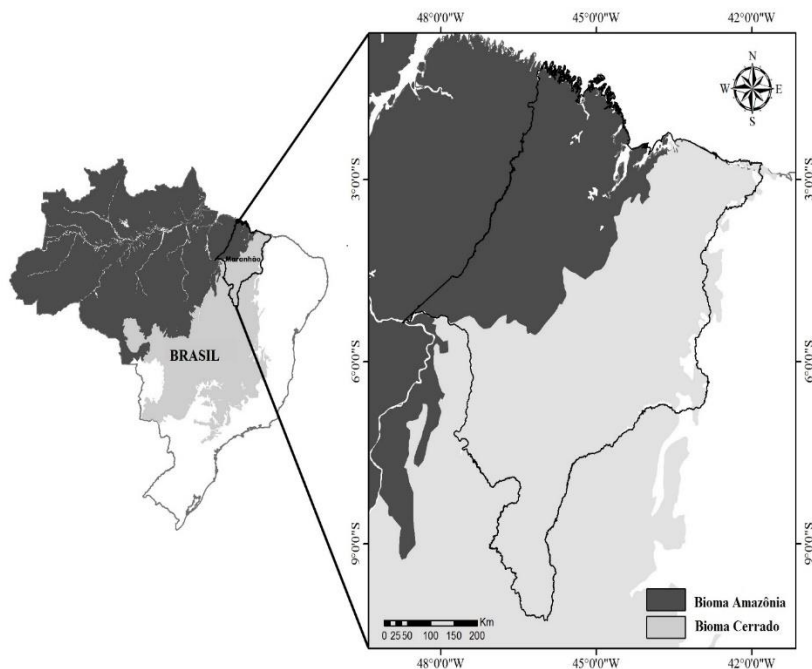 48°0'0"W 45°0'0"W 42°0'0"W
N
W E
S
3°0'0"S 3°0'0"S
Maranhão
BRASIL
6°0'0"S 6°0'0"S
9°0'0"S 9°0'0"S
Bioma Amazônia
Bioma Cerrado
Km
0 25 50 100 150 200
48°0'0"W 45°0'0"W 42°0'0"W